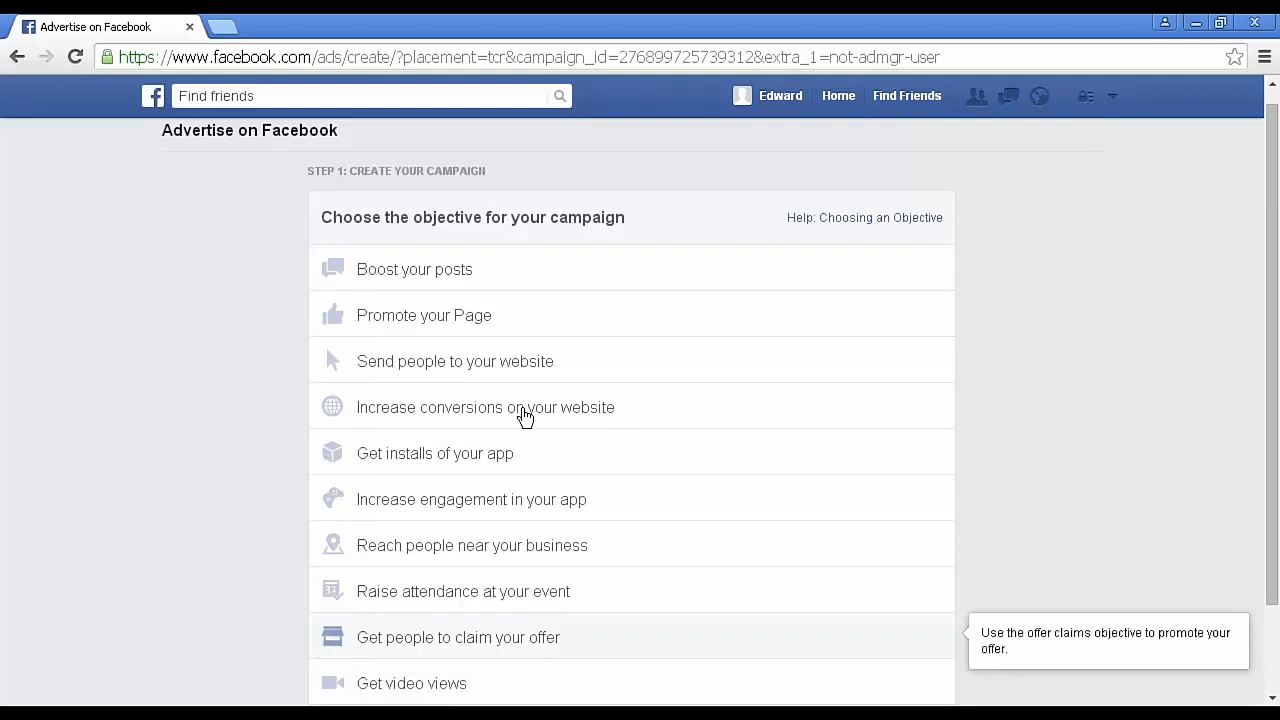 Advertise on Facebook
https://www.facebook.com/ads/create/?placement=tcr&campaign_id=276899725739312&extra_1=not-admgr-user
Find friends
Edward
Home
Find Friends
Advertise on Facebook
STEP 1: CREATE YOUR CAMPAIGN
Choose the objective for your campaign
Help: Choosing an Objective
Boost your posts
Promote your Page
Send people to your website
Increase conversions on your website
Get installs of your app
Increase engagement in your app
Reach people near your business
31
Raise attendance at your event
Get people to claim your offer
Use the offer claims objective to promote your
offer.
Get video views